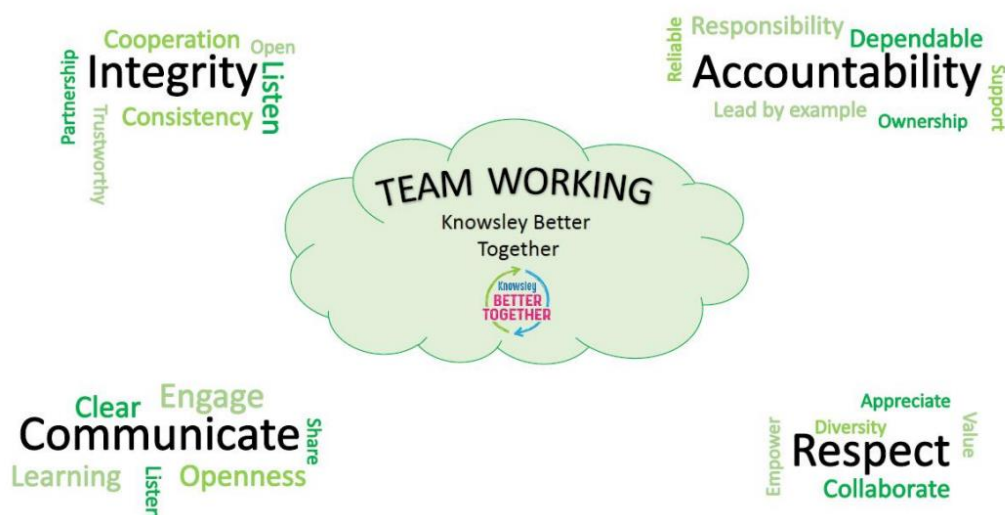 Cooperation
Open
Partnership
Integrity
Listen
Consistency
Trustworthy
Responsibility
Reliable
Dependable
Accountability
Support
Lead by example
Ownership
TEAM WORKING
Knowsley Better
Together
Knowsley
BETTER
TOGETHER
Engage
Clear
Communicate
Share
Learning
Listen
Openness
Appreciate
Value
Diversity
Empower
Respect
Collaborate